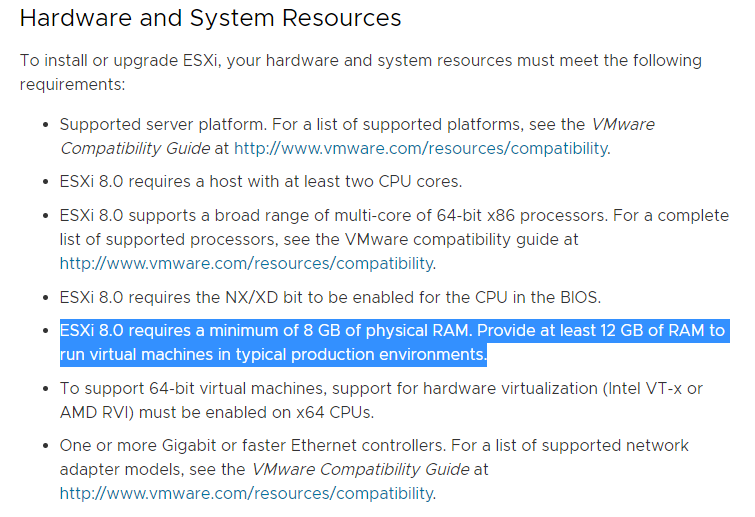 Hardware and System Resources
To install or upgrade ESXi, your hardware and system resources must meet the following
requirements:
• Supported server platform. For a list of supported platforms, see the VMware
Compatibility Guide at http://www.vmware.com/resources/compatibility.
• ESXi 8.0 requires a host with at least two CPU cores.
• ESXi 8.0 supports a broad range of multi-core of 64-bit x86 processors. For a complete
list of supported processors, see the VMware compatibility guide at
http://www.vmware.com/resources/compatibility.
• ESXi 8.0 requires the NX/XD bit to be enabled for the CPU in the BIOS.
• ESXi 8.0 requires a minimum of 8 GB of physical RAM. Provide at least 12 GB of RAM to
run virtual machines in typical production environments.
• To support 64-bit virtual machines, support for hardware virtualization (Intel VT-x or
AMD RVI) must be enabled on x64 CPUs.
• One or more Gigabit or faster Ethernet controllers. For a list of supported network
adapter models, see the VMware Compatibility Guide at
http://www.vmware.com/resources/compatibility.